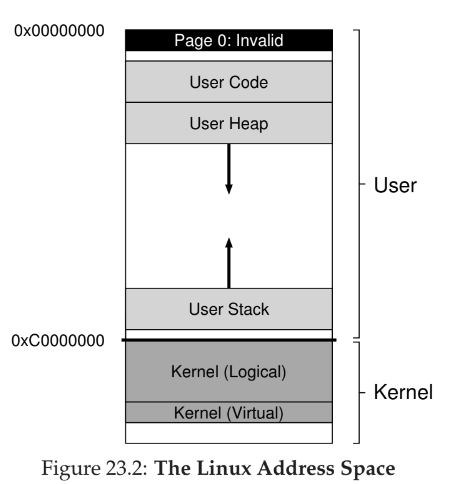 0x00000000
Page 0: Invalid
User Code
User Heap
User
User Stack
0xC0000000
Kernel (Logical)
Kernel
Kernel (Virtual)
Figure 23.2: The Linux Address Space